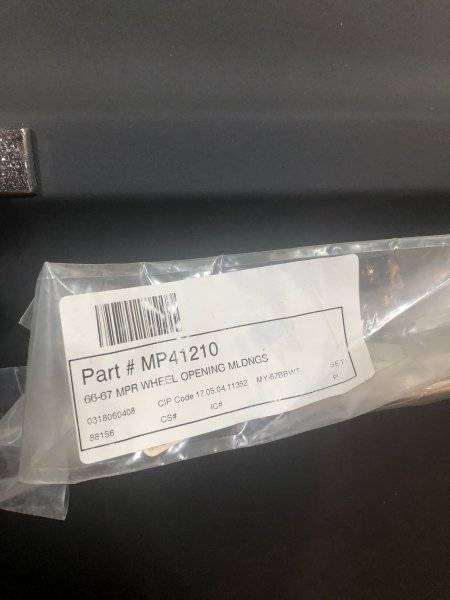 Part # MP41210
66-67 MPR WHEEL OPENING MLDNGS
0318060408 CIP Code 17.05.04.11352 MY-67BRWT SET
88156 CS# IC# P